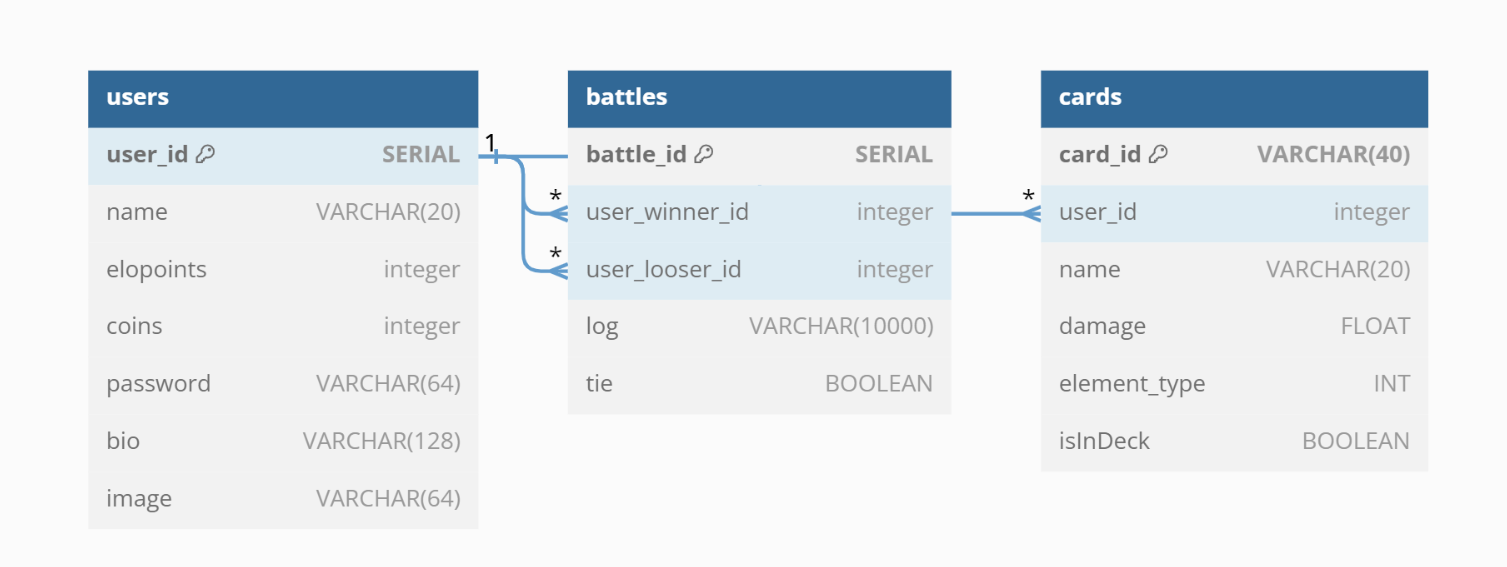 users
user_id SERIAL
name VARCHAR(20)
elopoints integer
coins integer
password VARCHAR(64)
bio VARCHAR(128)
image VARCHAR(64)
1
*
*
battles
battle_id SERIAL
user_winner_id integer
user_looser_id integer
log VARCHAR(10000)
tie BOOLEAN
*
cards
card_id VARCHAR(40)
user_id integer
name VARCHAR(20)
damage FLOAT
element_type INT
isInDeck BOOLEAN